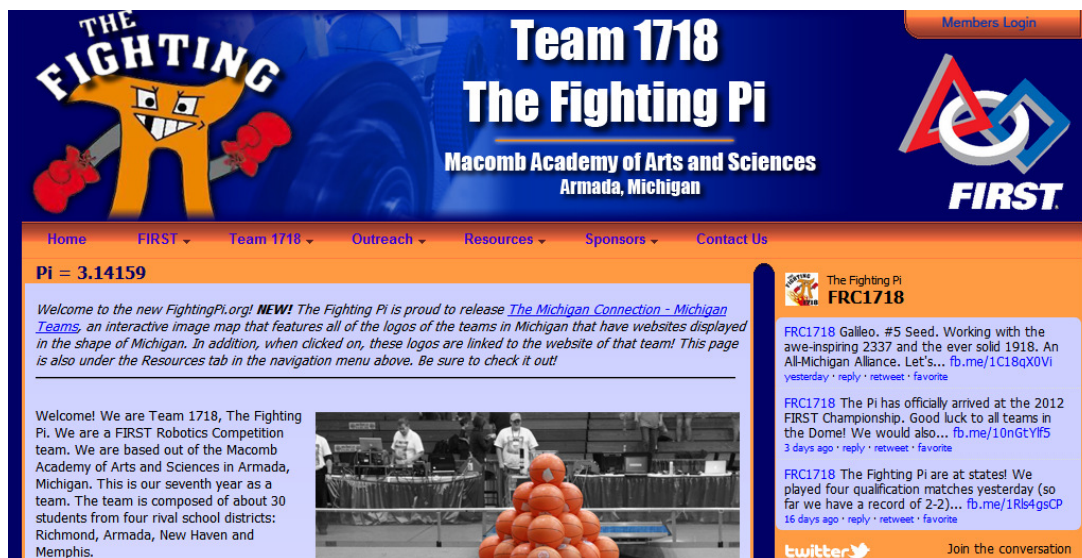 THE
FIGHTING
Team 1718
The Fighting Pi
Macomb Academy of Arts and Sciences
Armada, Michigan
Members Login
FIRST
Home FIRST Team 1718 Outreach Resources Sponsors Contact Us
Pi = 3.14159
Welcome to the new FightingPi.org! NEW! The Fighting Pi is proud to release The Michigan Connection - Michigan
Teams, an interactive image map that features all of the logos of the teams in Michigan that have websites displayed
in the shape of Michigan. In addition, when clicked on, these logos are linked to the website of that team! This page
is also under the Resources tab in the navigation menu above. Be sure to check it out!
Welcome! We are Team 1718, The Fighting
Pi. We are a FIRST Robotics Competition
team. We are based out of the Macomb
Academy of Arts and Sciences in Armada,
Michigan. This is our seventh year as a
team. The team is composed of about 30
students from four rival school districts:
Richmond, Armada, New Haven and
Memphis.
The Fighting Pi
FRC1718
FRC1718 Galileo. #5 Seed. Working with the
awe-inspiring 2337 and the ever solid 1918. An
All-Michigan Alliance. Let's... fb.me/1C18qX0Vi
yesterday · reply · retweet · favorite
FRC1718 The Pi has officially arrived at the 2012
FIRST Championship. Good luck to all teams in
the Dome! We would also... fb.me/10nGtYlf5
3 days ago · reply · retweet · favorite
FRC1718 The Fighting Pi are at states! We
played four qualification matches yesterday (so
far we have a record of 2-2)... fb.me/1Rls4gsCP
16 days ago · reply · retweet · favorite
twitter Join the conversation